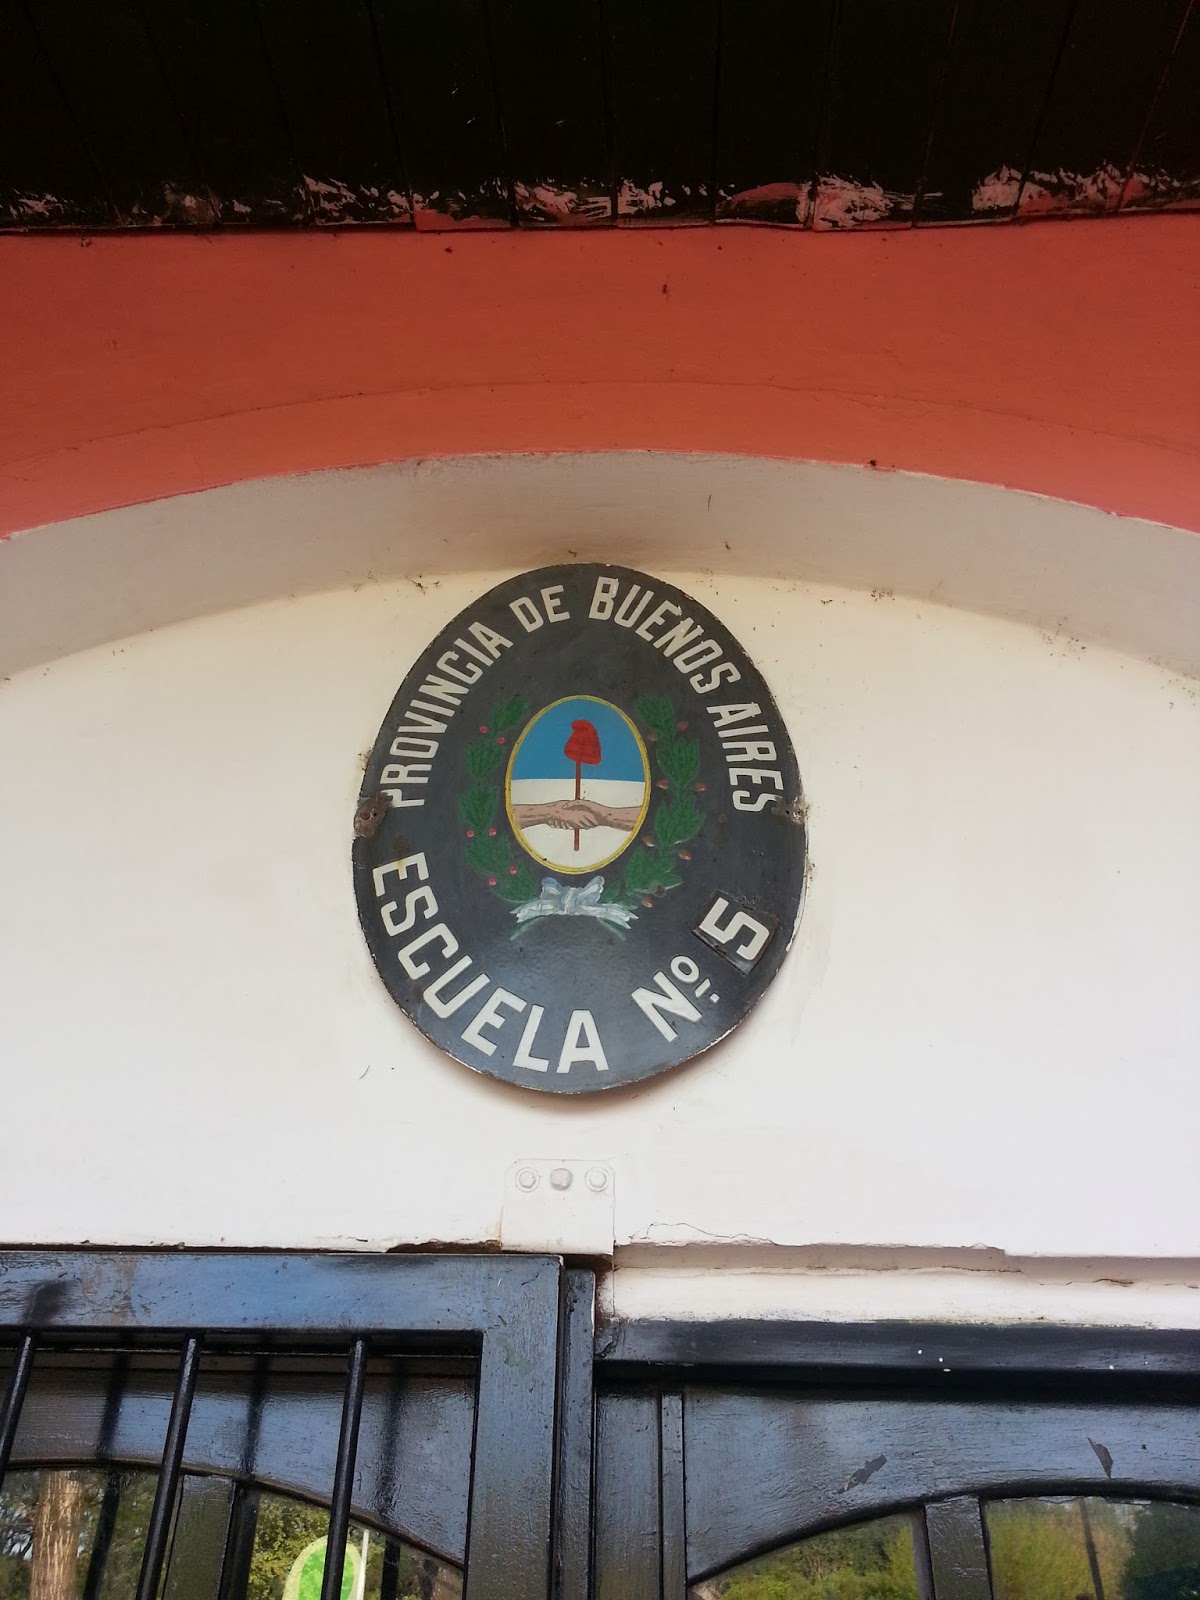 PROVINCIA DE BUENOS AIRES
ESCUELA Nº. 5